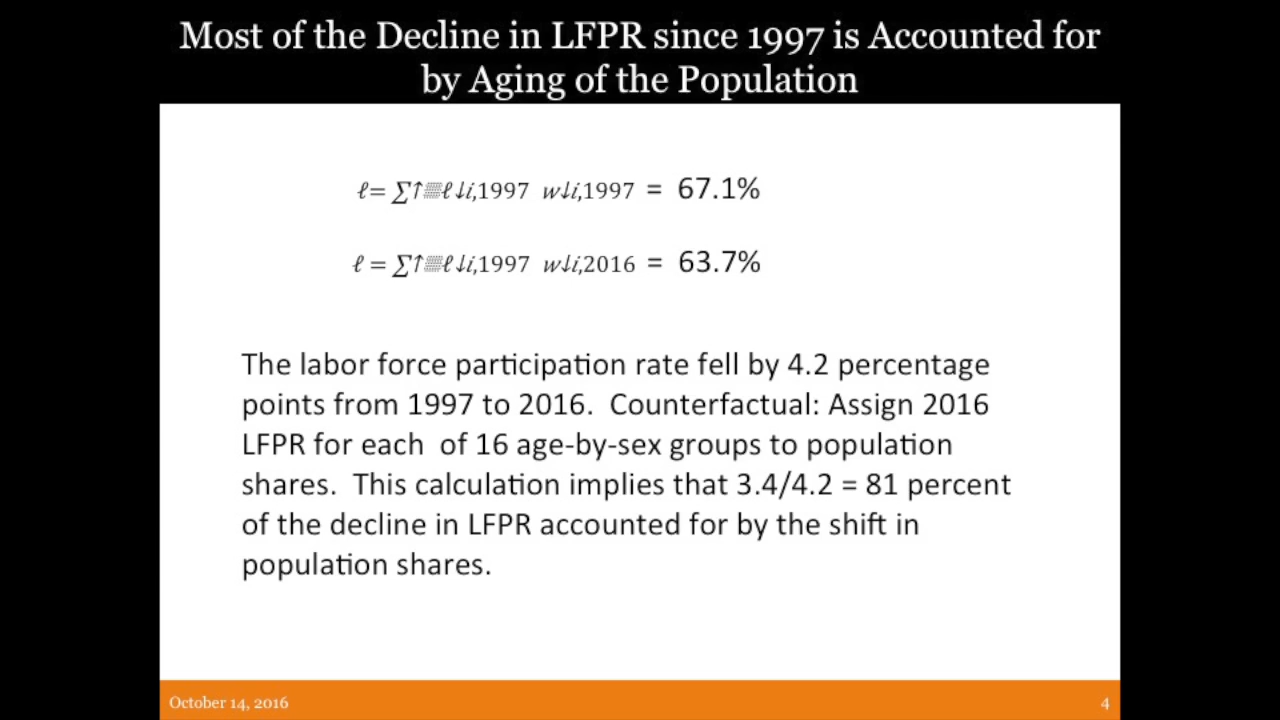 Most of the Decline in LFPR since 1997 is Accounted for
by Aging of the Population
ℓ= ∑↑▒ℓ↓i,1997 w↓i,1997 = 67.1%
ℓ = ∑↑▒ℓ↓i,1997 w↓i,2016 = 63.7%
The labor force participation rate fell by 4.2 percentage
points from 1997 to 2016. Counterfactual: Assign 2016
LFPR for each of 16 age-by-sex groups to population
shares. This calculation implies that 3.4/4.2 = 81 percent
of the decline in LFPR accounted for by the shift in
population shares.
October 14, 2016
4